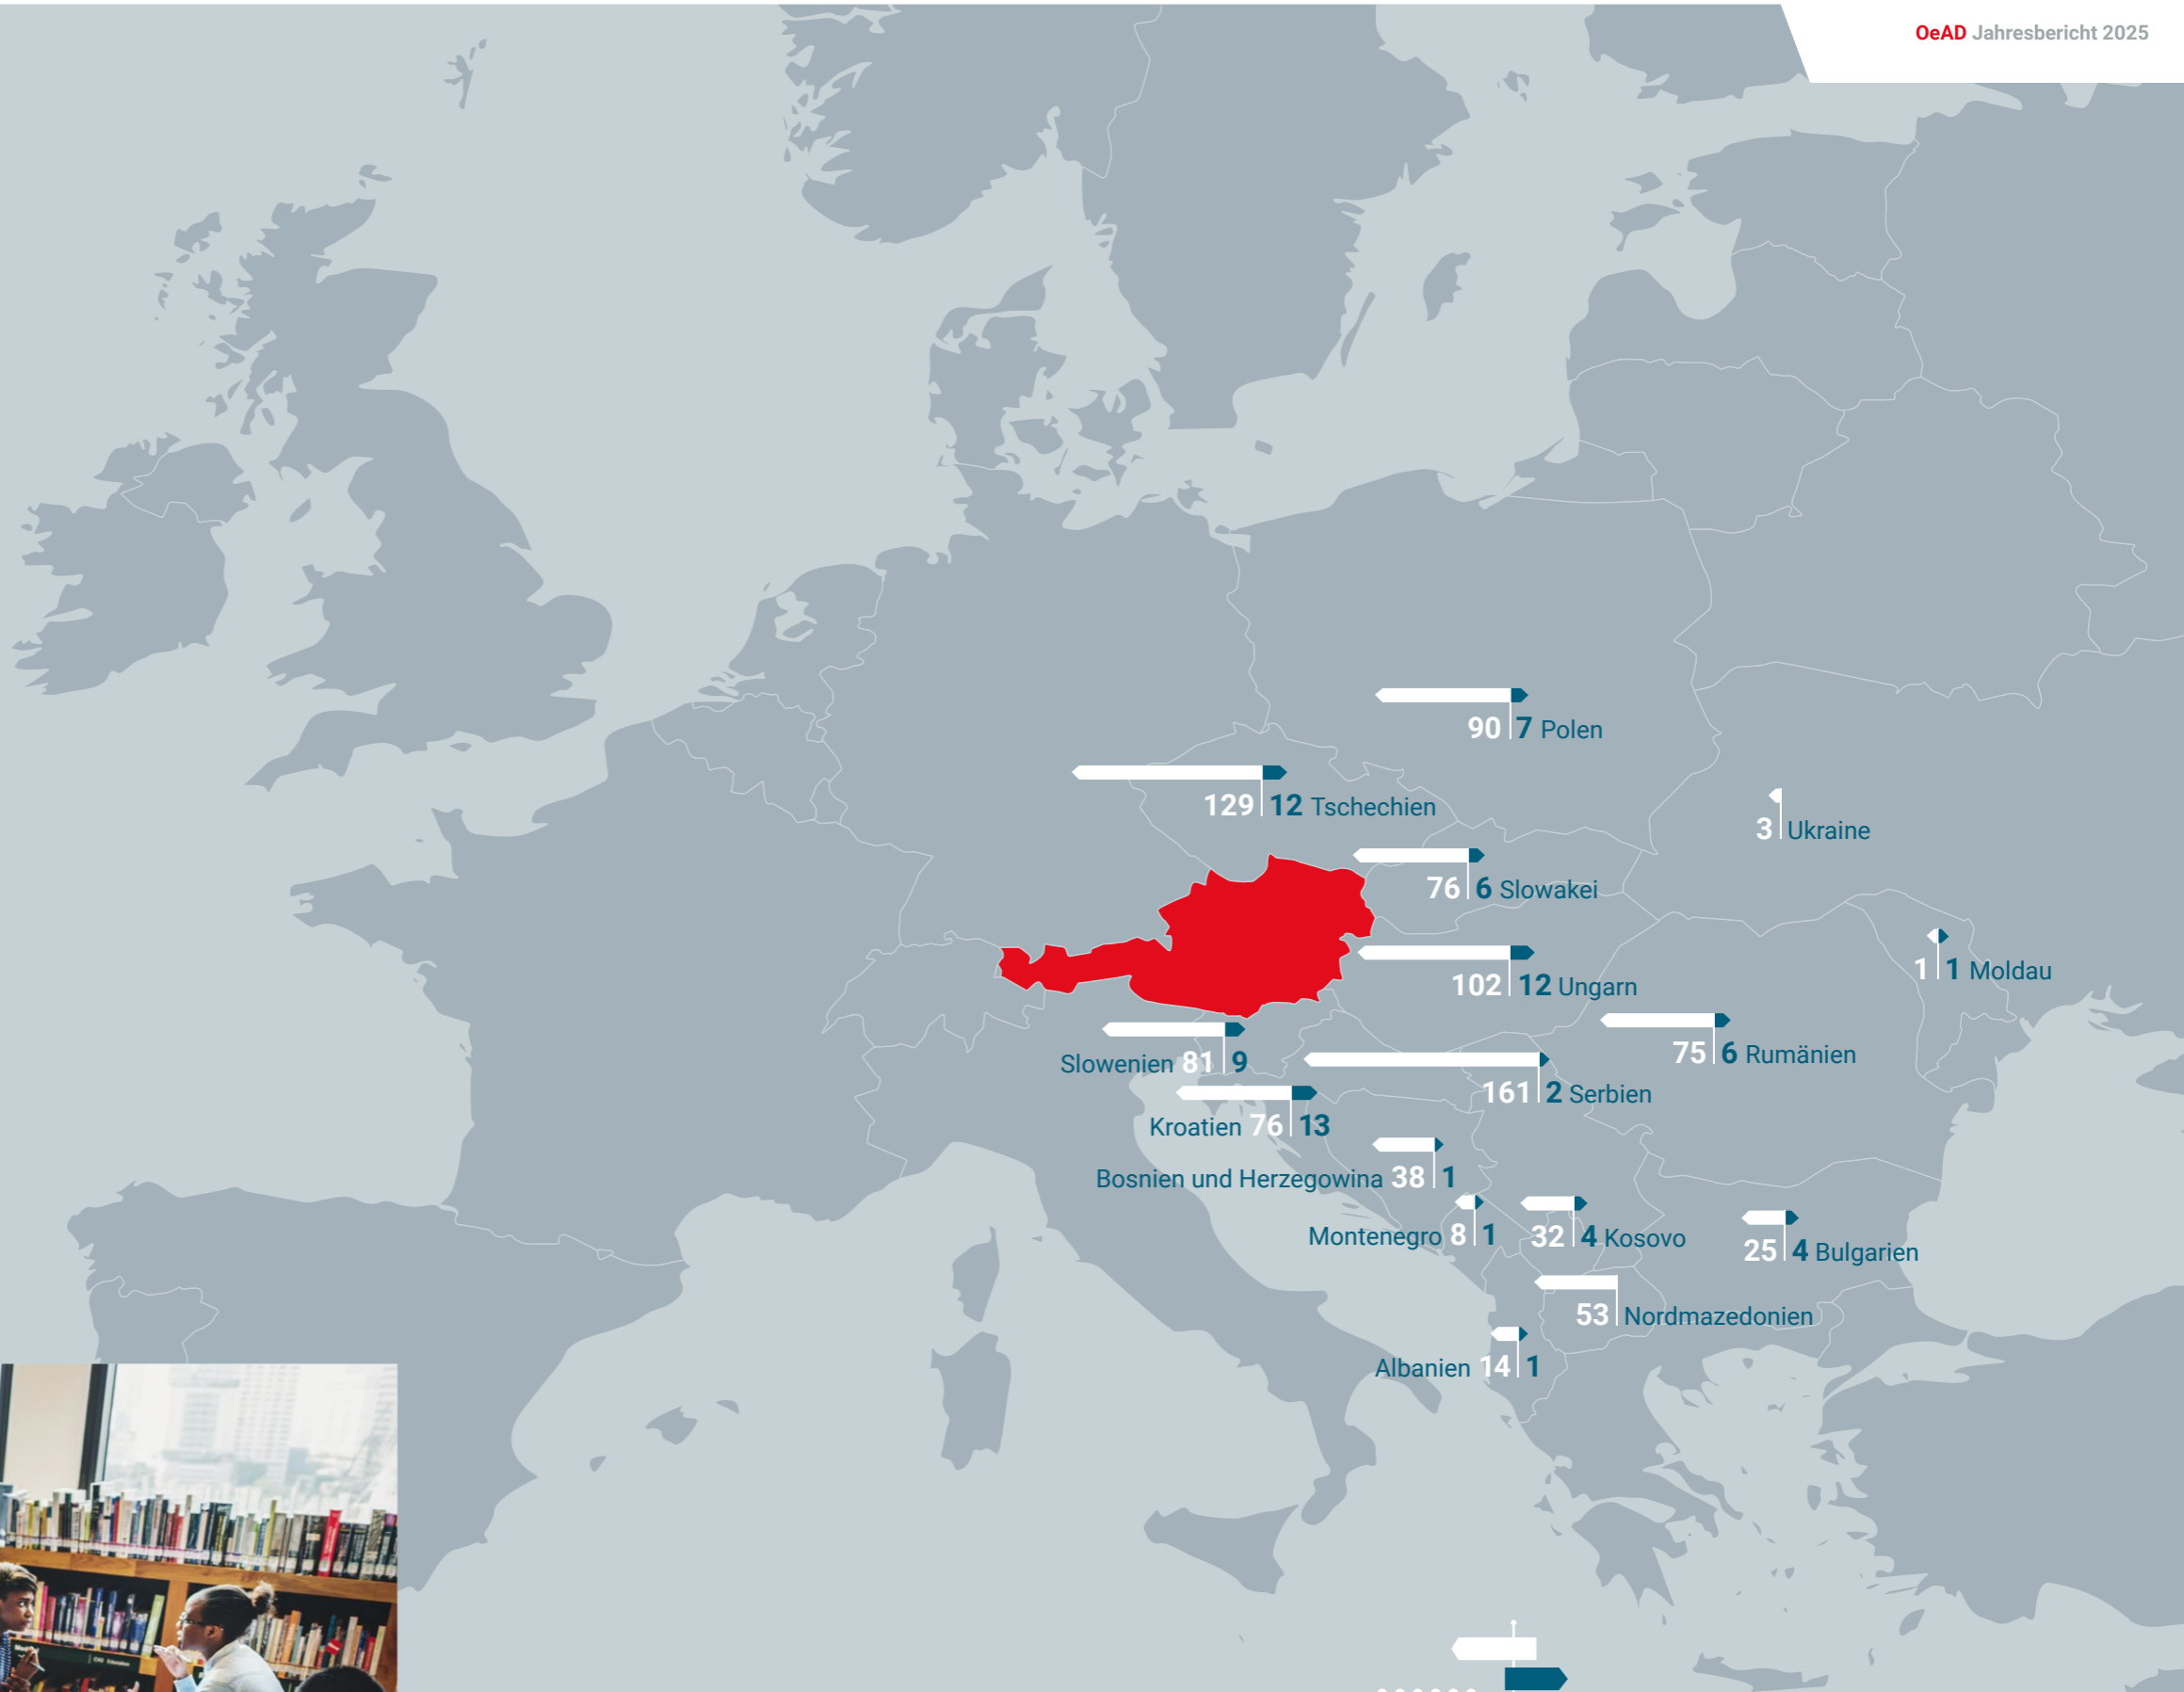 OeAD Jahresbericht 2025
90 7 Polen
129 12 Tschechien
3 Ukraine
76 6 Slowakei
1 1 Moldau
102 12 Ungarn
75 6 Rumänien
Slowenien 81 9
161 2 Serbien
Kroatien 76 13
Bosnien und Herzegowina 38 1
Montenegro 8 1
32 4 Kosovo
25 4 Bulgarien
53 Nordmazedonien
Albanien 14 1